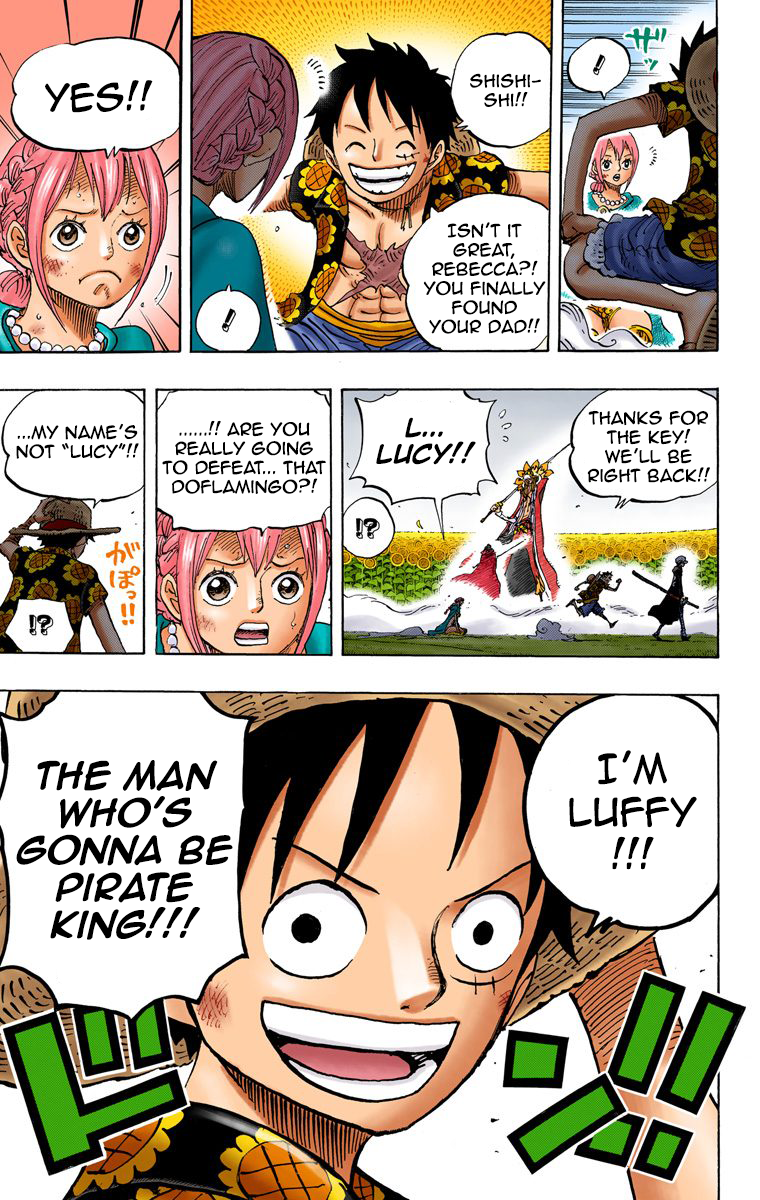 !
ザッ
SHISHI-
SHI!!
ISN'T IT
GREAT,
REBECCA?!
YOU FINALLY
FOUND
YOUR DAD!!
!
YES!!
THANKS FOR
THE KEY!
WE'LL BE
RIGHT BACK!!
L...
LUCY!!
!?
......!! ARE YOU
REALLY GOING
TO DEFEAT... THAT
DOFLAMINGO?!
...MY NAME'S
NOT "LUCY"!!
がぽっ!!
!?
I'M
LUFFY
!!!
THE MAN
WHO'S
GONNA BE
PIRATE
KING!!!
ドン!!